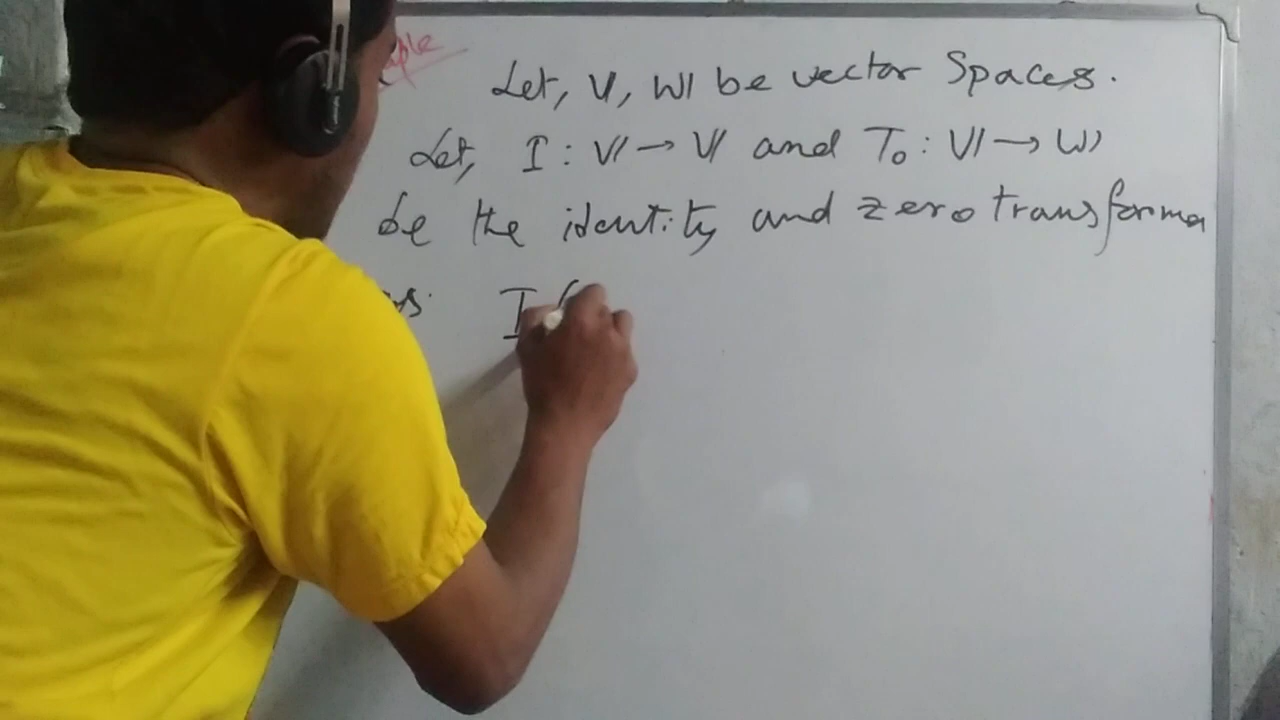 Let, V, W be vector Spaces.
Let, I : V → V and T₀ : V → W
be the identity and zero transforma
I (